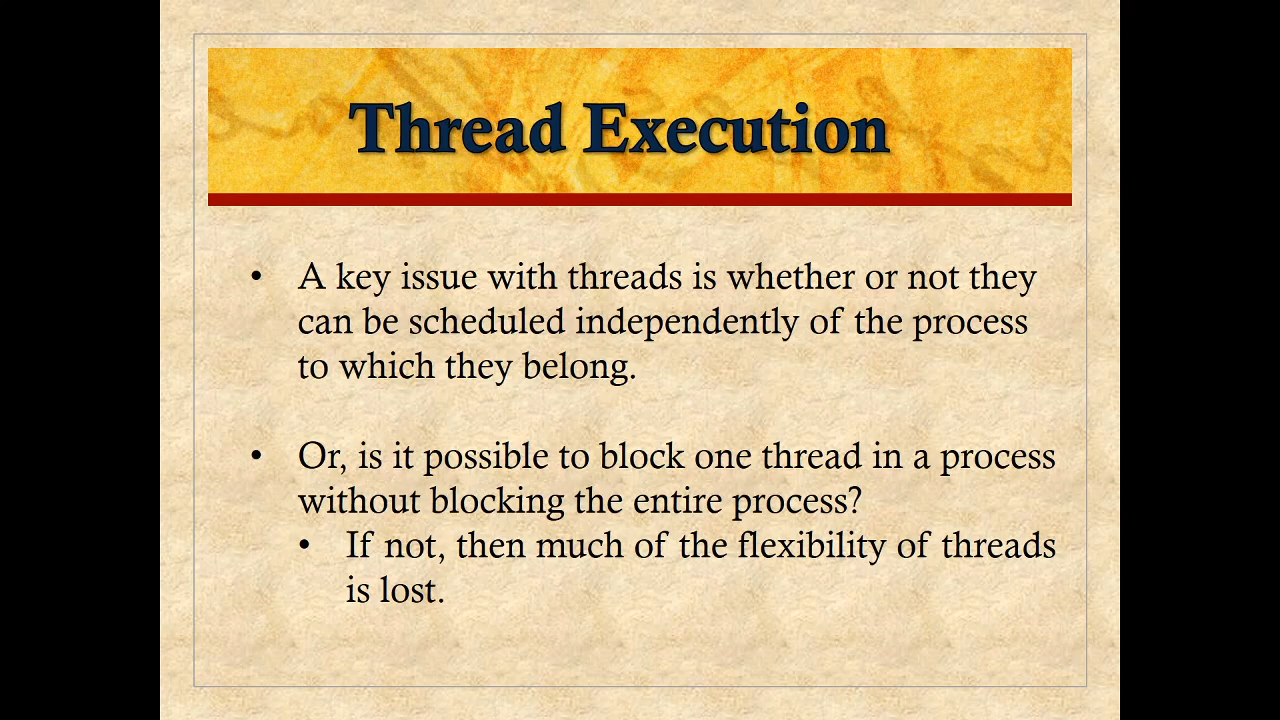 Thread Execution
• A key issue with threads is whether or not they
can be scheduled independently of the process
to which they belong.
• Or, is it possible to block one thread in a process
without blocking the entire process?
• If not, then much of the flexibility of threads
is lost.